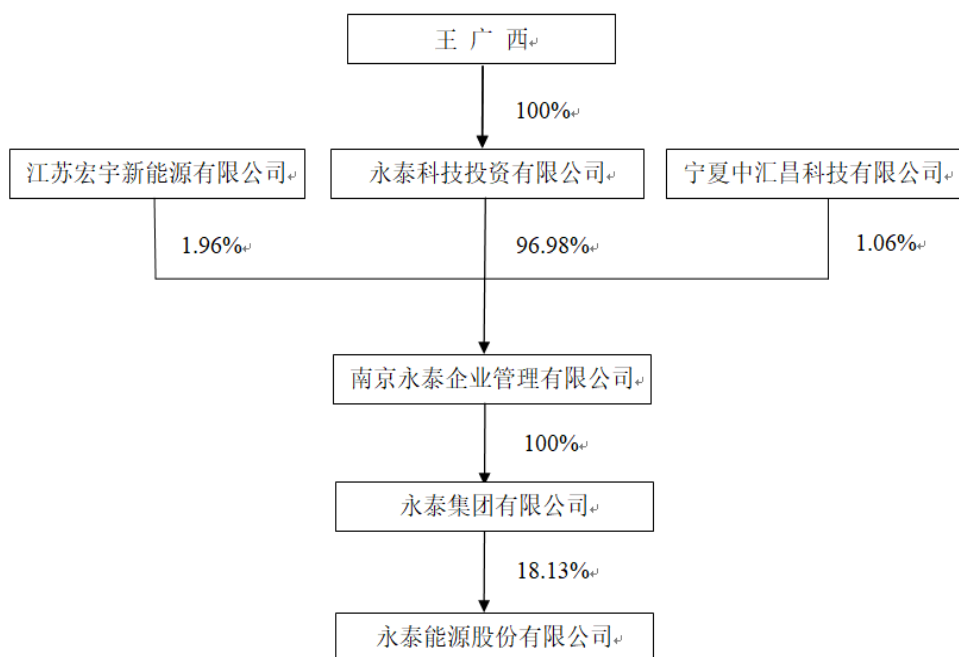 王 广 西
100%
江苏宏宇新能源有限公司
永泰科技投资有限公司
宁夏中汇昌科技有限公司
1.96%
96.98%
1.06%
南京永泰企业管理有限公司
100%
永泰集团有限公司
18.13%
永泰能源股份有限公司